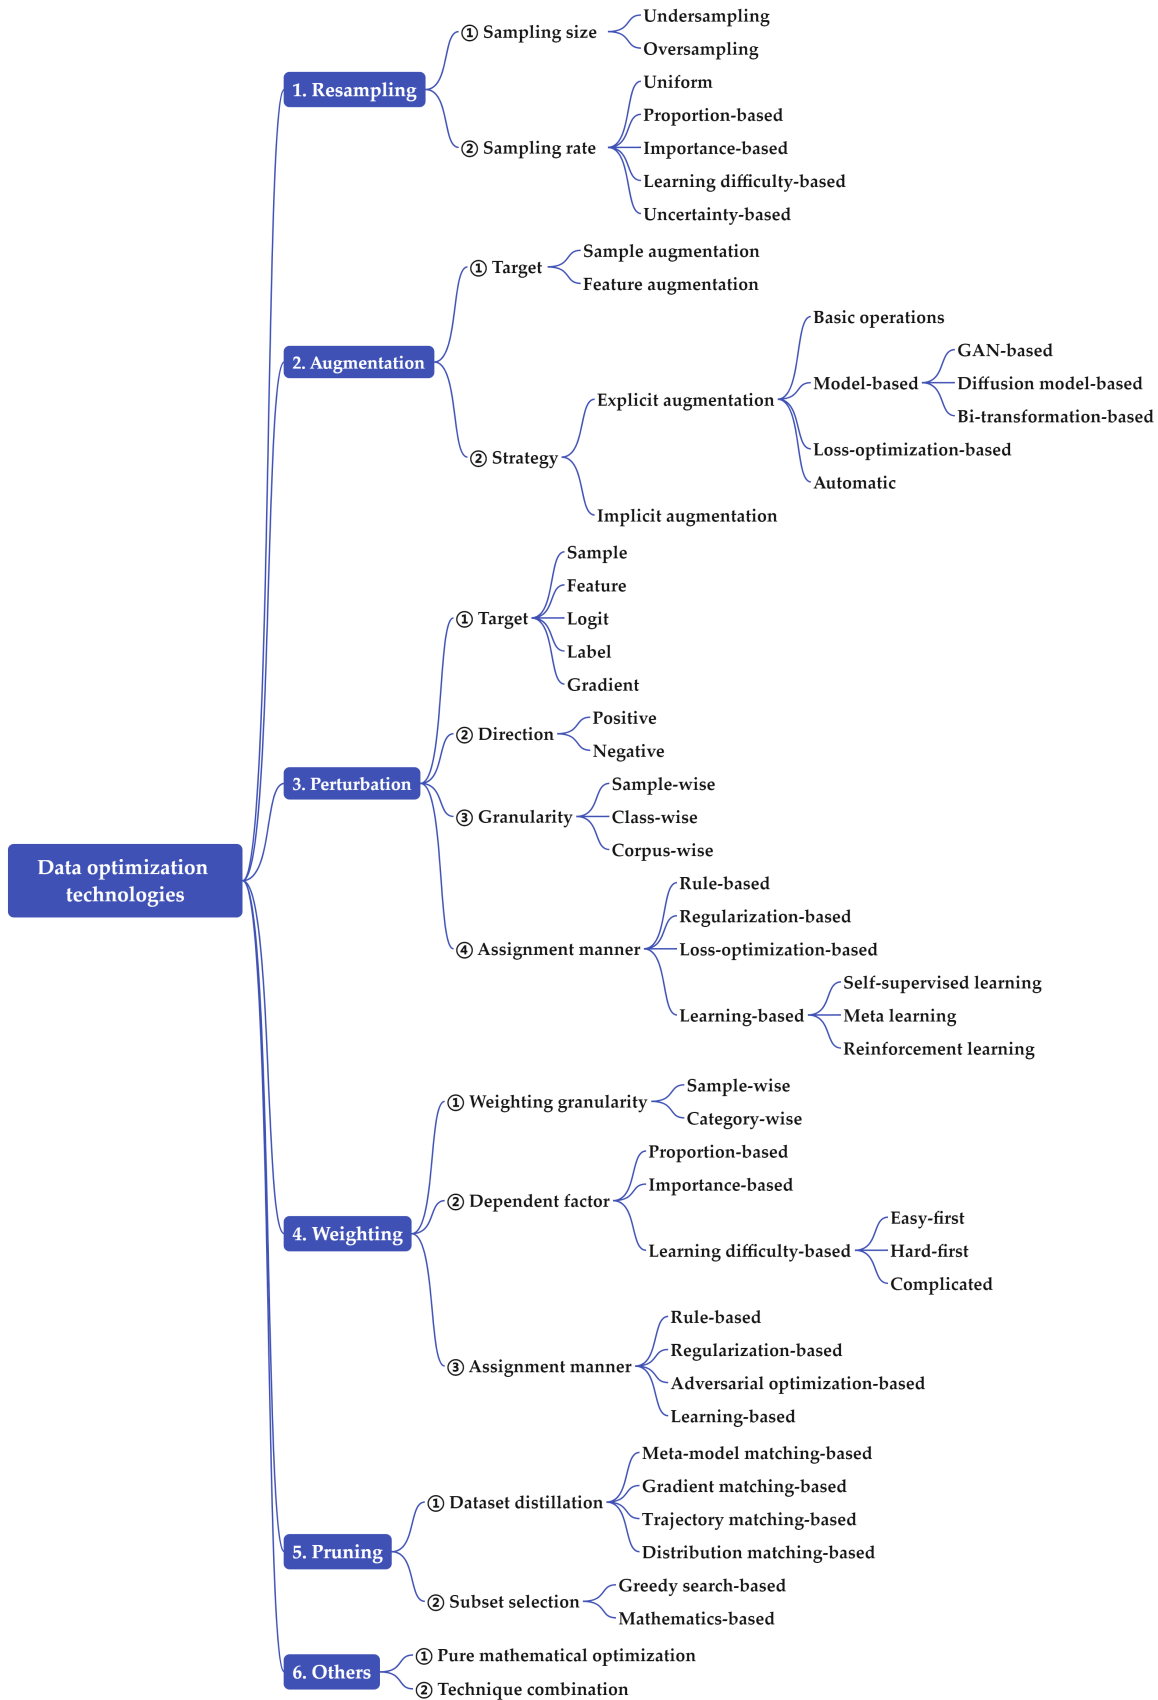 Data optimization
technologies
1. Resampling
① Sampling size
Undersampling
Oversampling
② Sampling rate
Uniform
Proportion-based
Importance-based
Learning difficulty-based
Uncertainty-based
2. Augmentation
① Target
Sample augmentation
Feature augmentation
② Strategy
Explicit augmentation
Basic operations
Model-based
GAN-based
Diffusion model-based
Bi-transformation-based
Loss-optimization-based
Automatic
Implicit augmentation
3. Perturbation
① Target
Sample
Feature
Logit
Label
Gradient
② Direction
Positive
Negative
③ Granularity
Sample-wise
Class-wise
Corpus-wise
④ Assignment manner
Rule-based
Regularization-based
Loss-optimization-based
Learning-based
Self-supervised learning
Meta learning
Reinforcement learning
4. Weighting
① Weighting granularity
Sample-wise
Category-wise
② Dependent factor
Proportion-based
Importance-based
Learning difficulty-based
Easy-first
Hard-first
Complicated
③ Assignment manner
Rule-based
Regularization-based
Adversarial optimization-based
Learning-based
5. Pruning
① Dataset distillation
Meta-model matching-based
Gradient matching-based
Trajectory matching-based
Distribution matching-based
② Subset selection
Greedy search-based
Mathematics-based
6. Others
① Pure mathematical optimization
② Technique combination